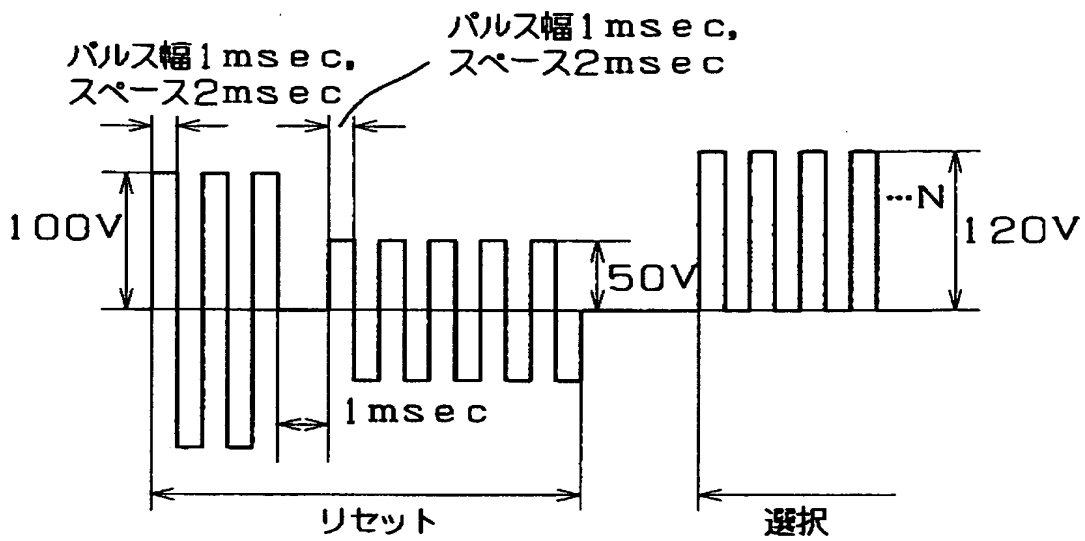 パルス幅1msec,
スペース2msec
パルス幅1msec,
スペース2msec
100V
50V
…N
120V
1msec
リセット
選択